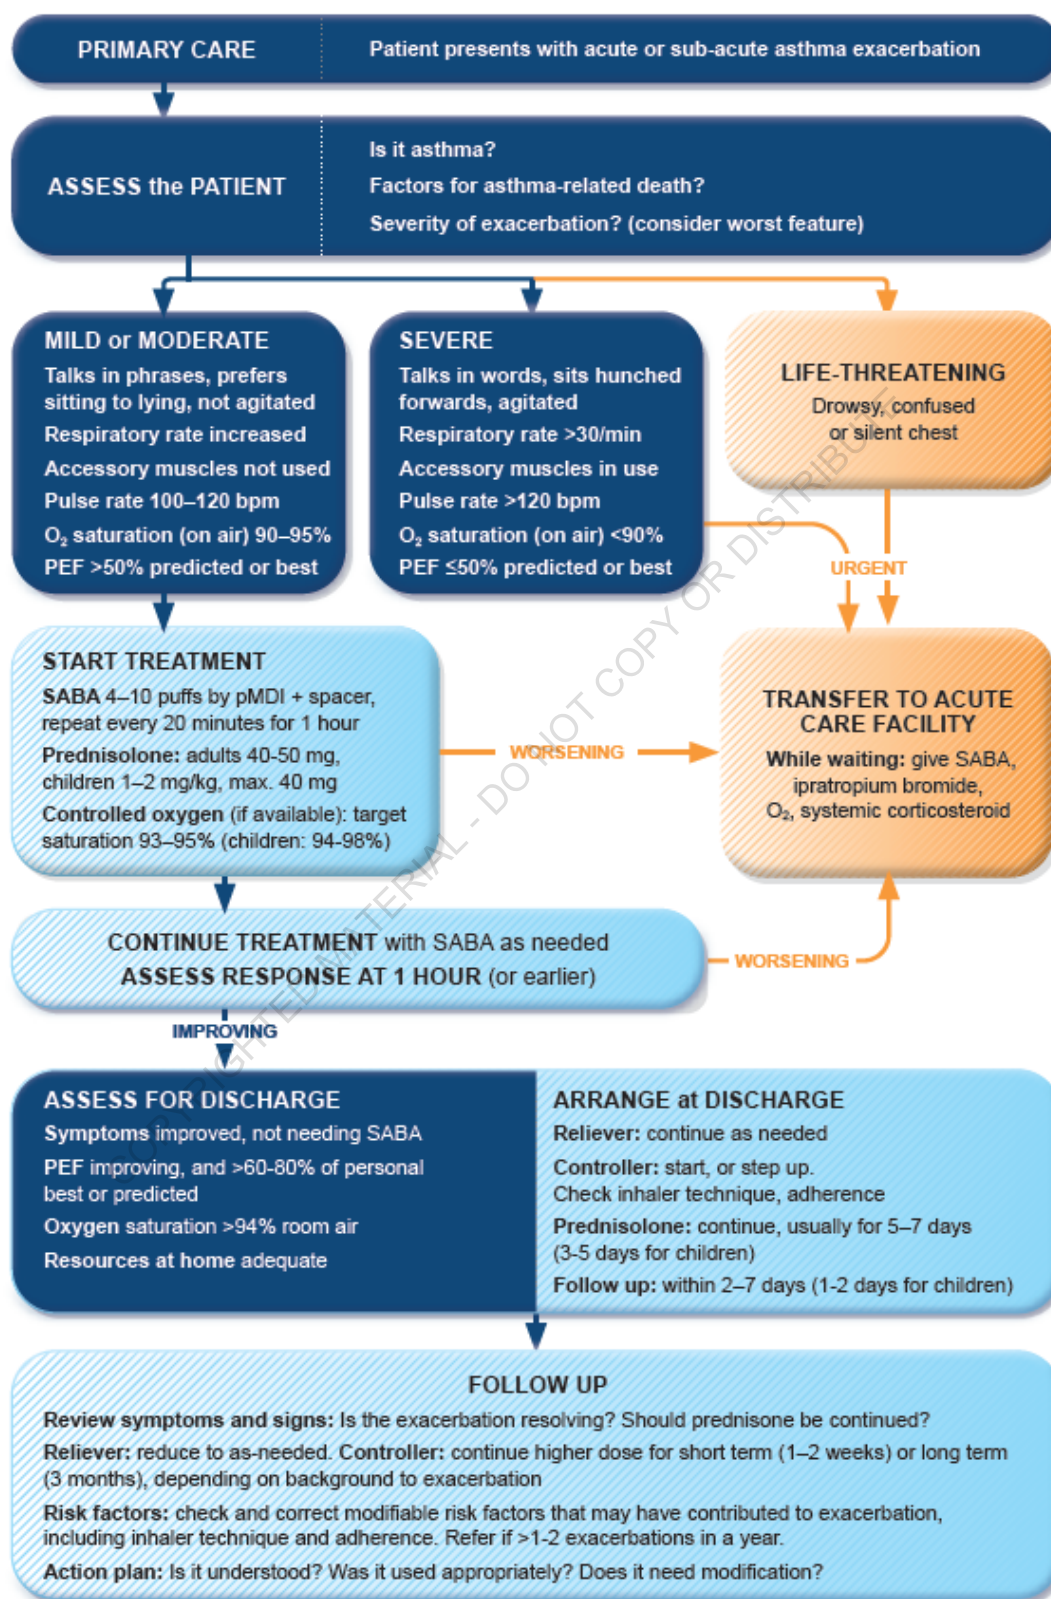 PRIMARY CARE
Patient presents with acute or sub-acute asthma exacerbation
ASSESS the PATIENT
Is it asthma?
Factors for asthma-related death?
Severity of exacerbation? (consider worst feature)
MILD or MODERATE
Talks in phrases, prefers
sitting to lying, not agitated
Respiratory rate increased
Accessory muscles not used
Pulse rate 100–120 bpm
O₂ saturation (on air) 90–95%
PEF >50% predicted or best
SEVERE
Talks in words, sits hunched
forwards, agitated
Respiratory rate >30/min
Accessory muscles in use
Pulse rate >120 bpm
O₂ saturation (on air) <90%
PEF ≤50% predicted or best
LIFE-THREATENING
Drowsy, confused
or silent chest
URGENT
START TREATMENT
SABA 4–10 puffs by pMDI + spacer,
repeat every 20 minutes for 1 hour
Prednisolone: adults 40-50 mg,
children 1–2 mg/kg, max. 40 mg
Controlled oxygen (if available): target
saturation 93–95% (children: 94-98%)
WORSENING
TRANSFER TO ACUTE
CARE FACILITY
While waiting: give SABA,
ipratropium bromide,
O₂, systemic corticosteroid
CONTINUE TREATMENT with SABA as needed
ASSESS RESPONSE AT 1 HOUR (or earlier)
WORSENING
IMPROVING
ASSESS FOR DISCHARGE
Symptoms improved, not needing SABA
PEF improving, and >60-80% of personal
best or predicted
Oxygen saturation >94% room air
Resources at home adequate
ARRANGE at DISCHARGE
Reliever: continue as needed
Controller: start, or step up.
Check inhaler technique, adherence
Prednisolone: continue, usually for 5–7 days
(3-5 days for children)
Follow up: within 2–7 days (1-2 days for children)
FOLLOW UP
Review symptoms and signs: Is the exacerbation resolving? Should prednisone be continued?
Reliever: reduce to as-needed. Controller: continue higher dose for short term (1–2 weeks) or long term
(3 months), depending on background to exacerbation
Risk factors: check and correct modifiable risk factors that may have contributed to exacerbation,
including inhaler technique and adherence. Refer if >1-2 exacerbations in a year.
Action plan: Is it understood? Was it used appropriately? Does it need modification?
COPYRIGHTED MATERIAL - DO NOT COPY OR DISTRIBUTE